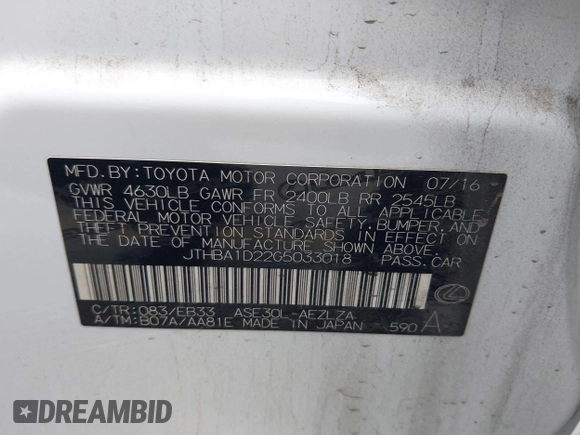 MFD.BY:TOYOTA MOTOR CORPORATION 07/16
GVWR 4630LB GAWR FR 2400LB RR 2545LB
THIS VEHICLE CONFORMS TO ALL APPLICABLE
FEDERAL MOTOR VEHICLE SAFETY, BUMPER, AND
THEFT PREVENTION STANDARDS IN EFFECT ON
THE DATE OF MANUFACTURE SHOWN ABOVE.
JTHBA1D22G5033018 PASS.CAR
C/TR:083/EB33 ASE30L-AEZLZA
A/TM:B07A/AA81E MADE IN JAPAN 590 A
DREAMBID